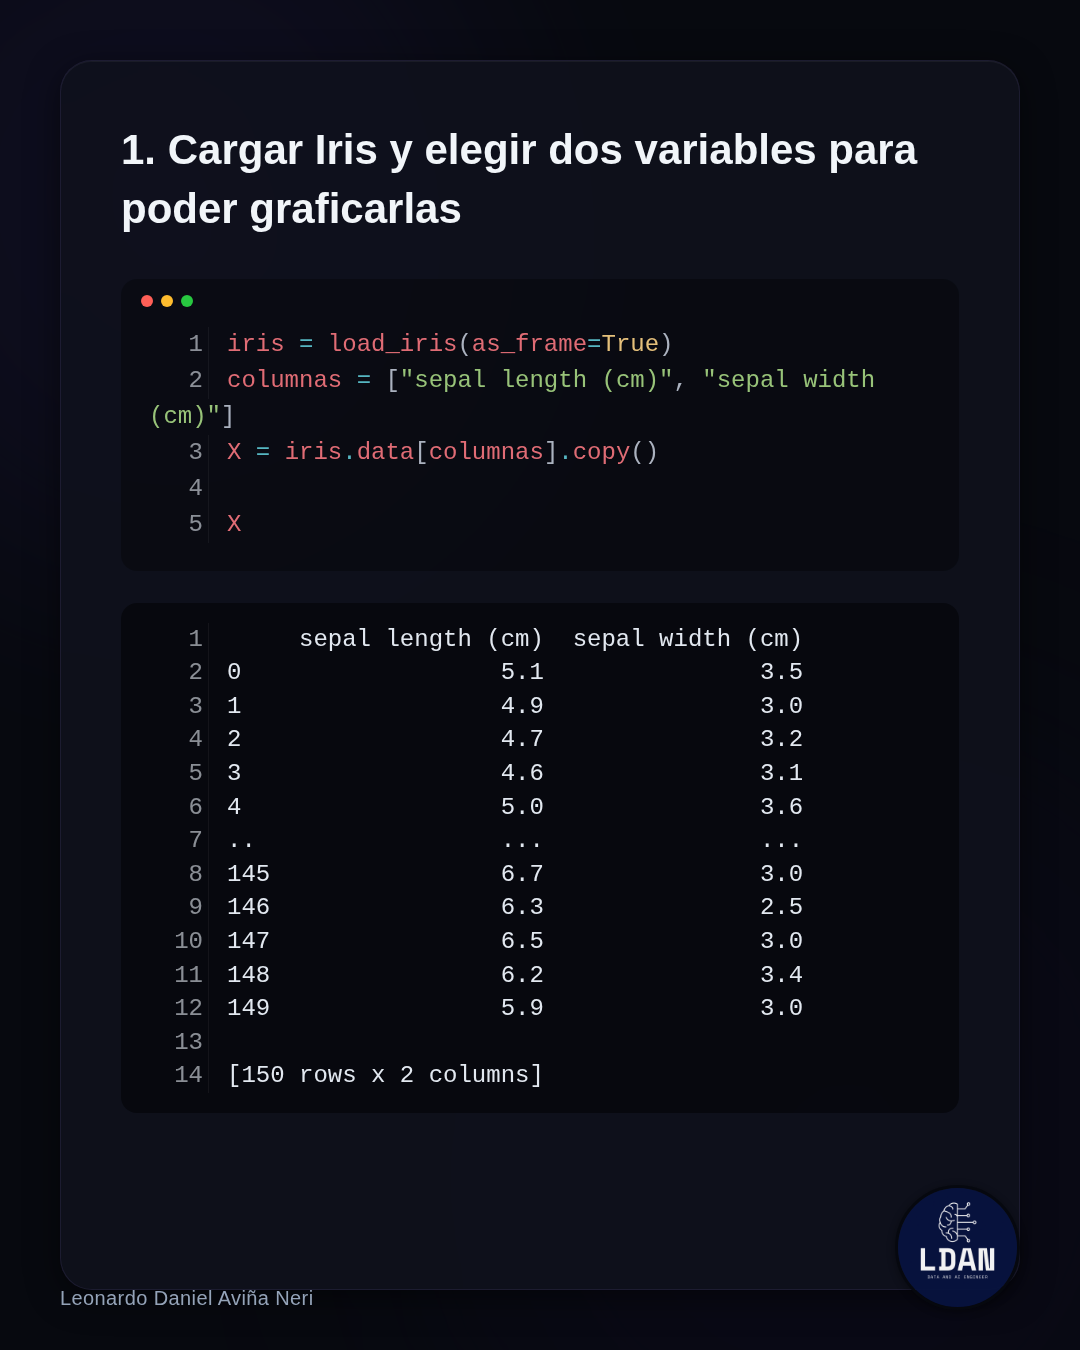 1. Cargar Iris y elegir dos variables para
poder graficarlas
1 iris = load_iris(as_frame=True)
2 columnas = ["sepal length (cm)", "sepal width
(cm)"]
3 X = iris.data[columnas].copy()
4
5 X
1      sepal length (cm)  sepal width (cm)
2 0                  5.1               3.5
3 1                  4.9               3.0
4 2                  4.7               3.2
5 3                  4.6               3.1
6 4                  5.0               3.6
7 ..                 ...               ...
8 145                6.7               3.0
9 146                6.3               2.5
10 147                6.5               3.0
11 148                6.2               3.4
12 149                5.9               3.0
13
14 [150 rows x 2 columns]
LDAN
DATA AND AI ENGINEER
Leonardo Daniel Aviña Neri